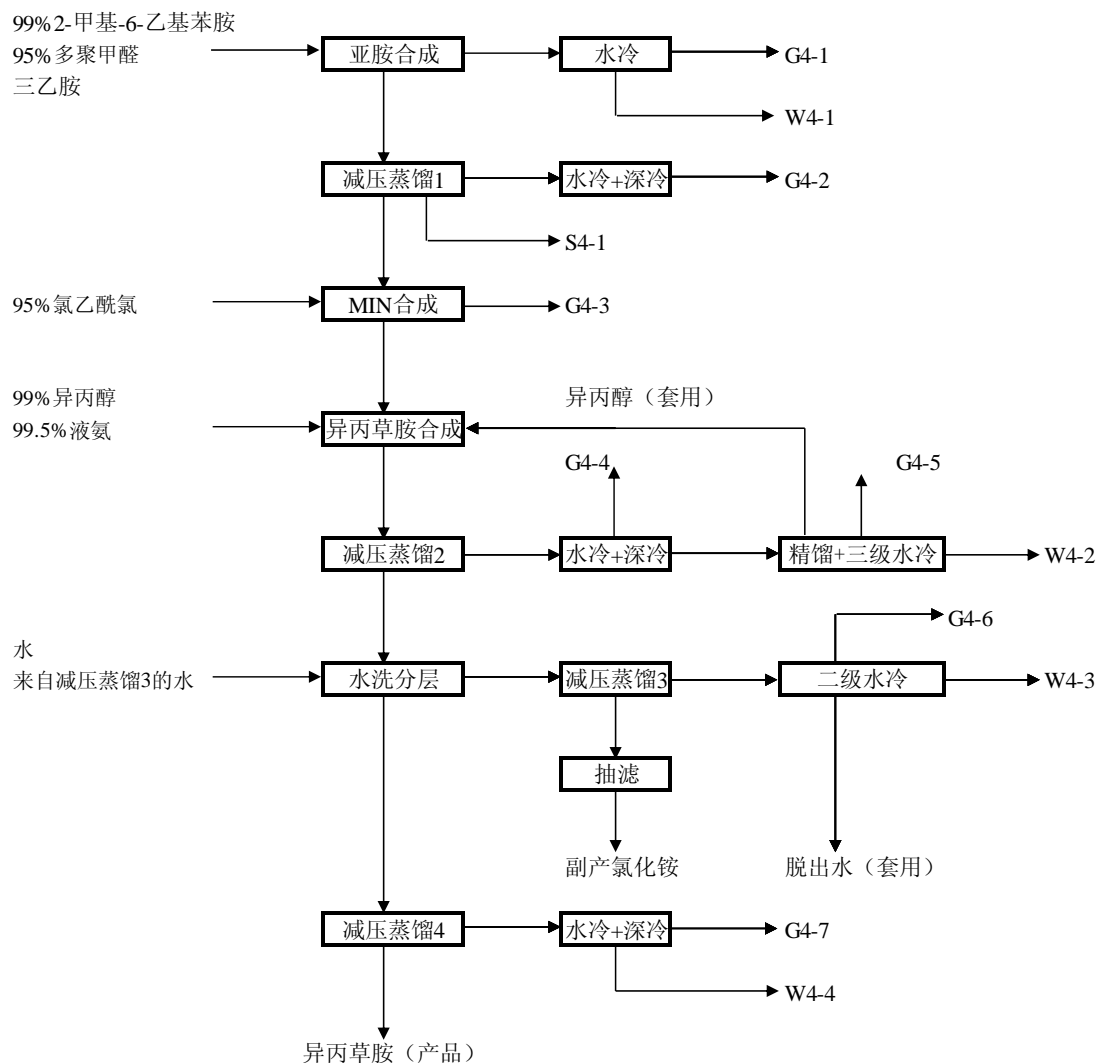 99%2-甲基-6-乙基苯胺
95%多聚甲醛
三乙胺
亚胺合成
水冷
G4-1
W4-1
减压蒸馏1
水冷+深冷
G4-2
S4-1
95%氯乙酰氯
MIN合成
G4-3
99%异丙醇
99.5%液氨
异丙醇（套用）
异丙草胺合成
G4-4
G4-5
减压蒸馏2
水冷+深冷
精馏+三级水冷
W4-2
G4-6
水
来自减压蒸馏3的水
水洗分层
减压蒸馏3
二级水冷
W4-3
抽滤
副产氯化铵
脱出水（套用）
减压蒸馏4
水冷+深冷
G4-7
W4-4
异丙草胺（产品）